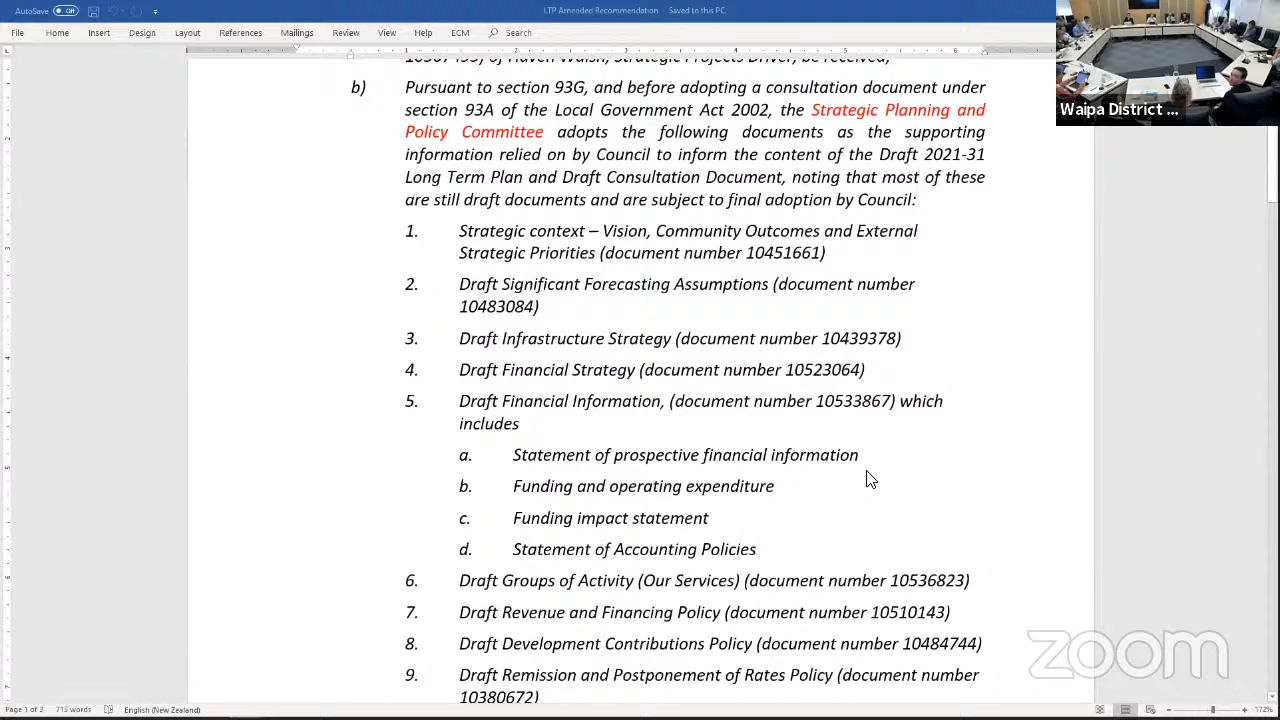 AutoSave Off
LTP Amended Recommendation - Saved to this PC
File Home Insert Design Layout References Mailings Review View Help ECM Search
Waipa District ...
of Haven Walsh, Strategic Projects Driver, be received;
b) Pursuant to section 93G, and before adopting a consultation document under
section 93A of the Local Government Act 2002, the Strategic Planning and
Policy Committee adopts the following documents as the supporting
information relied on by Council to inform the content of the Draft 2021-31
Long Term Plan and Draft Consultation Document, noting that most of these
are still draft documents and are subject to final adoption by Council:
1. Strategic context – Vision, Community Outcomes and External
Strategic Priorities (document number 10451661)
2. Draft Significant Forecasting Assumptions (document number
10483084)
3. Draft Infrastructure Strategy (document number 10439378)
4. Draft Financial Strategy (document number 10523064)
5. Draft Financial Information, (document number 10533867) which
includes
a. Statement of prospective financial information
b. Funding and operating expenditure
c. Funding impact statement
d. Statement of Accounting Policies
6. Draft Groups of Activity (Our Services) (document number 10536823)
7. Draft Revenue and Financing Policy (document number 10510143)
8. Draft Development Contributions Policy (document number 10484744)
9. Draft Remission and Postponement of Rates Policy (document number
10380672)
zoom
Page 1 of 3 713 words English (New Zealand) 172%